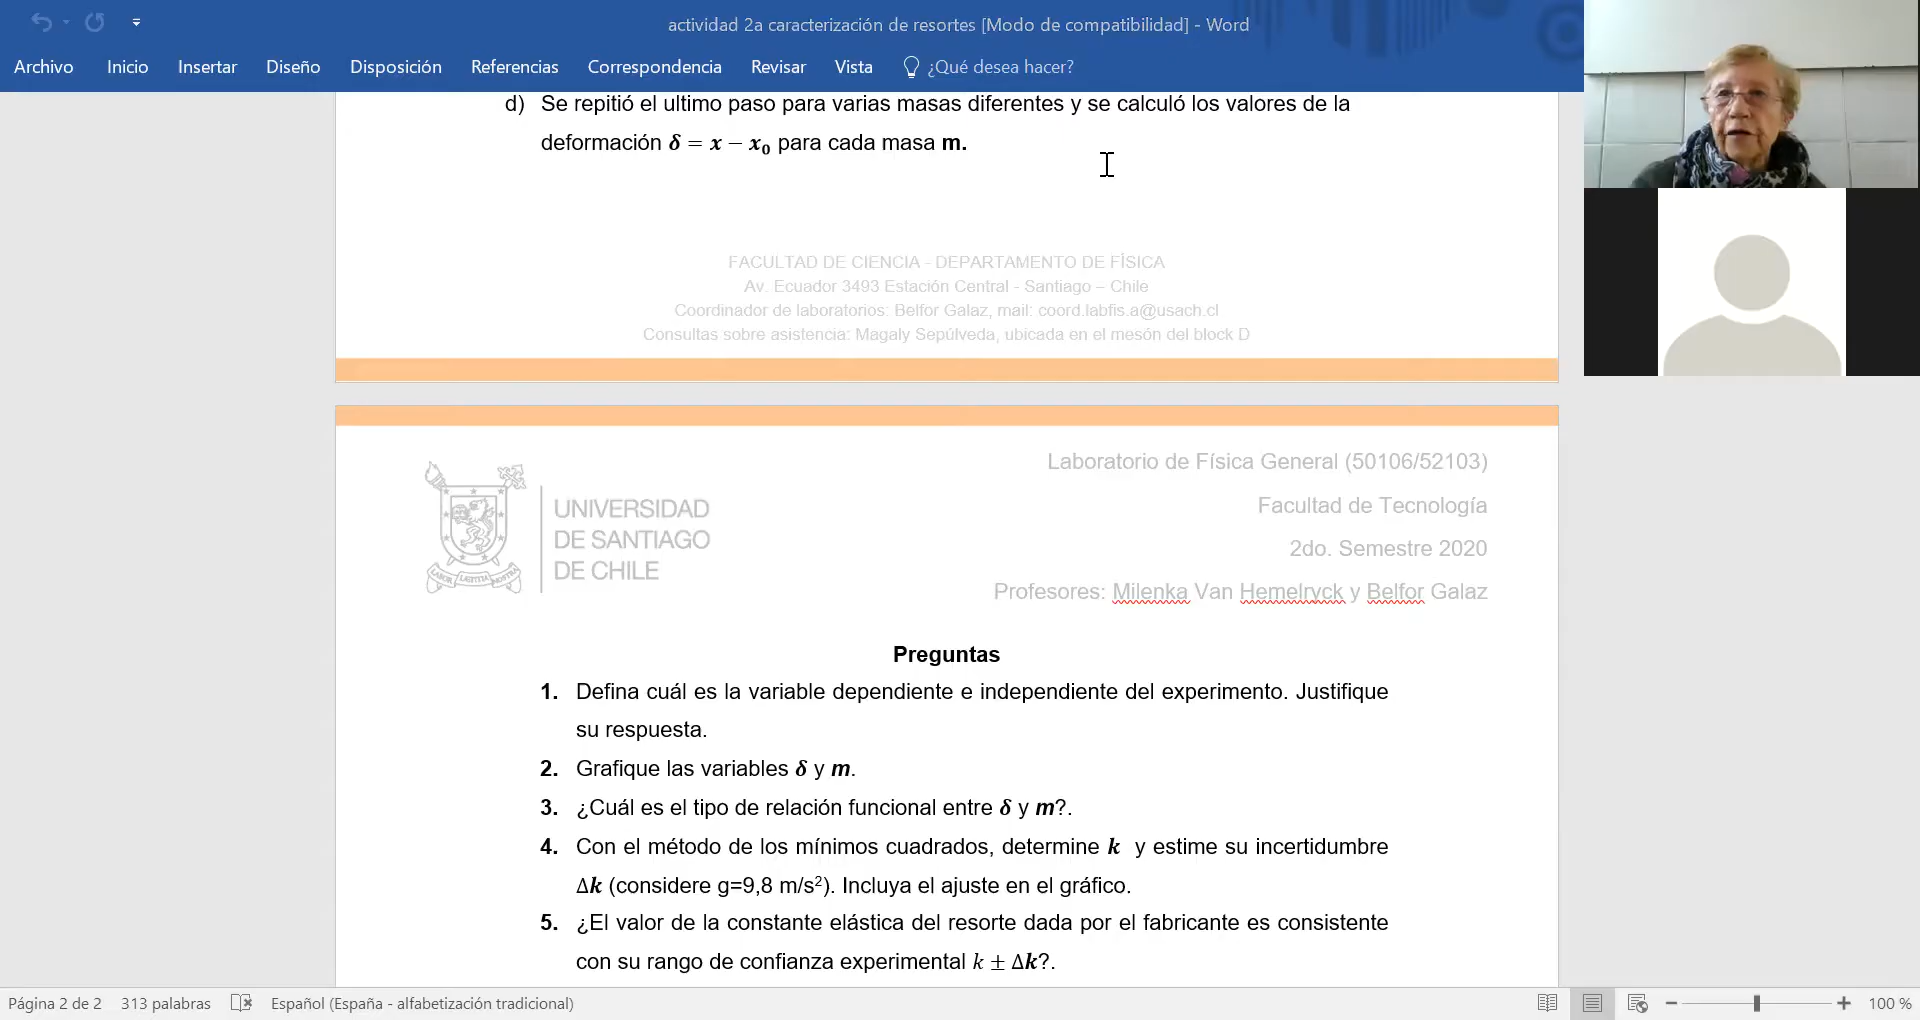 actividad 2a caracterización de resortes [Modo de compatibilidad] - Word
Archivo Inicio Insertar Diseño Disposición Referencias Correspondencia Revisar Vista ¿Qué desea hacer?
d) Se repitió el ultimo paso para varias masas diferentes y se calculó los valores de la
deformación δ = x − x₀ para cada masa m.
FACULTAD DE CIENCIA - DEPARTAMENTO DE FÍSICA
Av. Ecuador 3493 Estación Central - Santiago – Chile
Coordinador de laboratorios: Belfor Galaz, mail: coord.labfis.a@usach.cl
Consultas sobre asistencia: Magaly Sepúlveda, ubicada en el mesón del block D
Laboratorio de Física General (50106/52103)
Facultad de Tecnología
2do. Semestre 2020
Profesores: Milenka Van Hemelryck y Belfor Galaz
UNIVERSIDAD
DE SANTIAGO
DE CHILE
LABOR LÆTITIA NOSTRA
Preguntas
1. Defina cuál es la variable dependiente e independiente del experimento. Justifique
su respuesta.
2. Grafique las variables δ y m.
3. ¿Cuál es el tipo de relación funcional entre δ y m?.
4. Con el método de los mínimos cuadrados, determine k y estime su incertidumbre
Δk (considere g=9,8 m/s²). Incluya el ajuste en el gráfico.
5. ¿El valor de la constante elástica del resorte dada por el fabricante es consistente
con su rango de confianza experimental k ± Δk?.
Página 2 de 2 313 palabras Español (España - alfabetización tradicional) 100 %